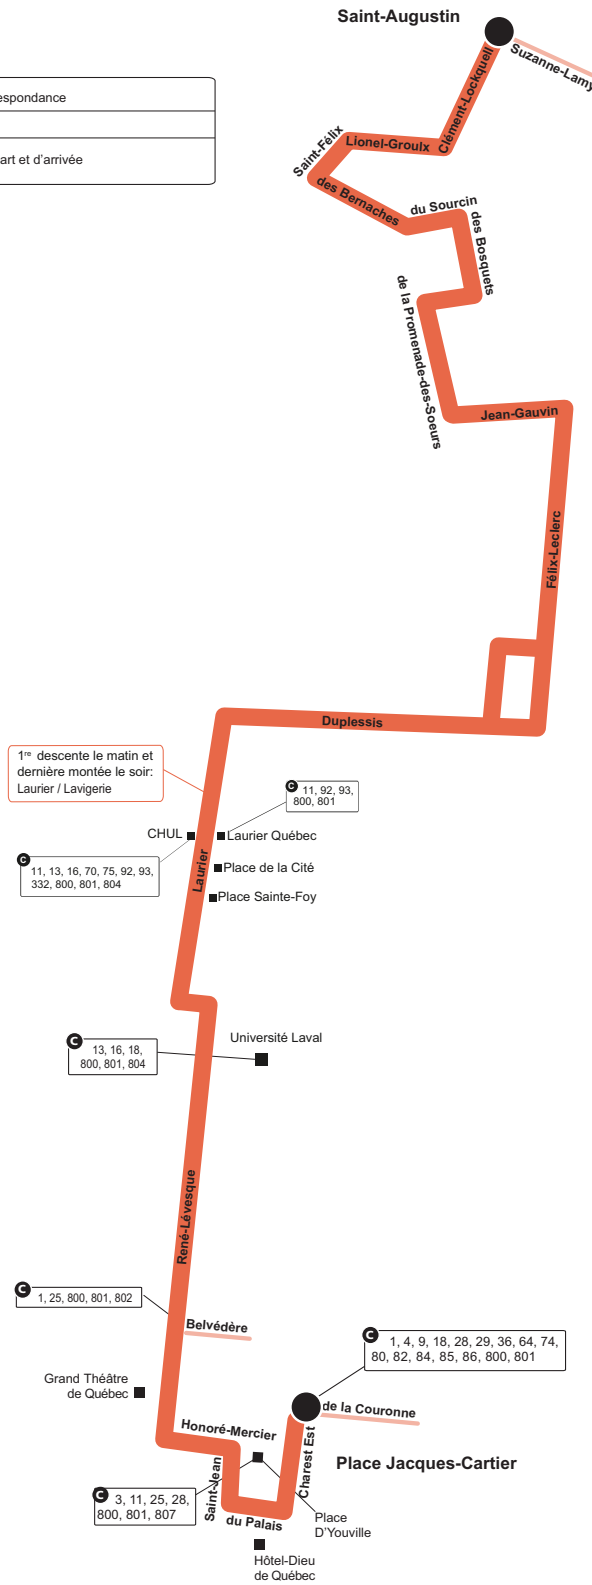 Saint-Augustin
Suzanne-Lamy
espondance
art et d'arrivée
Clément-Lockquell
Lionel-Groulx
Saint-Félix
des Bernaches
du Sourcin
des Bosquets
de la Promenade-des-Soeurs
Jean-Gauvin
Félix-Leclerc
Duplessis
1re descente le matin et
dernière montée le soir:
Laurier / Lavigerie
C 11, 92, 93,
800, 801
CHUL
Laurier Québec
C
11, 13, 16, 70, 75, 92, 93,
332, 800, 801, 804
Laurier
Place de la Cité
Place Sainte-Foy
Université Laval
C
13, 16, 18,
800, 801, 804
René-Lévesque
C 1, 25, 800, 801, 802
Belvédère
C 1, 4, 9, 18, 28, 29, 36, 64, 74,
80, 82, 84, 85, 86, 800, 801
Grand Théâtre
de Québec
de la Couronne
Honoré-Mercier
Charest Est
Saint-Jean
Place Jacques-Cartier
C 3, 11, 25, 28,
800, 801, 807
du Palais
Place
D'Youville
Hôtel-Dieu
de Québec